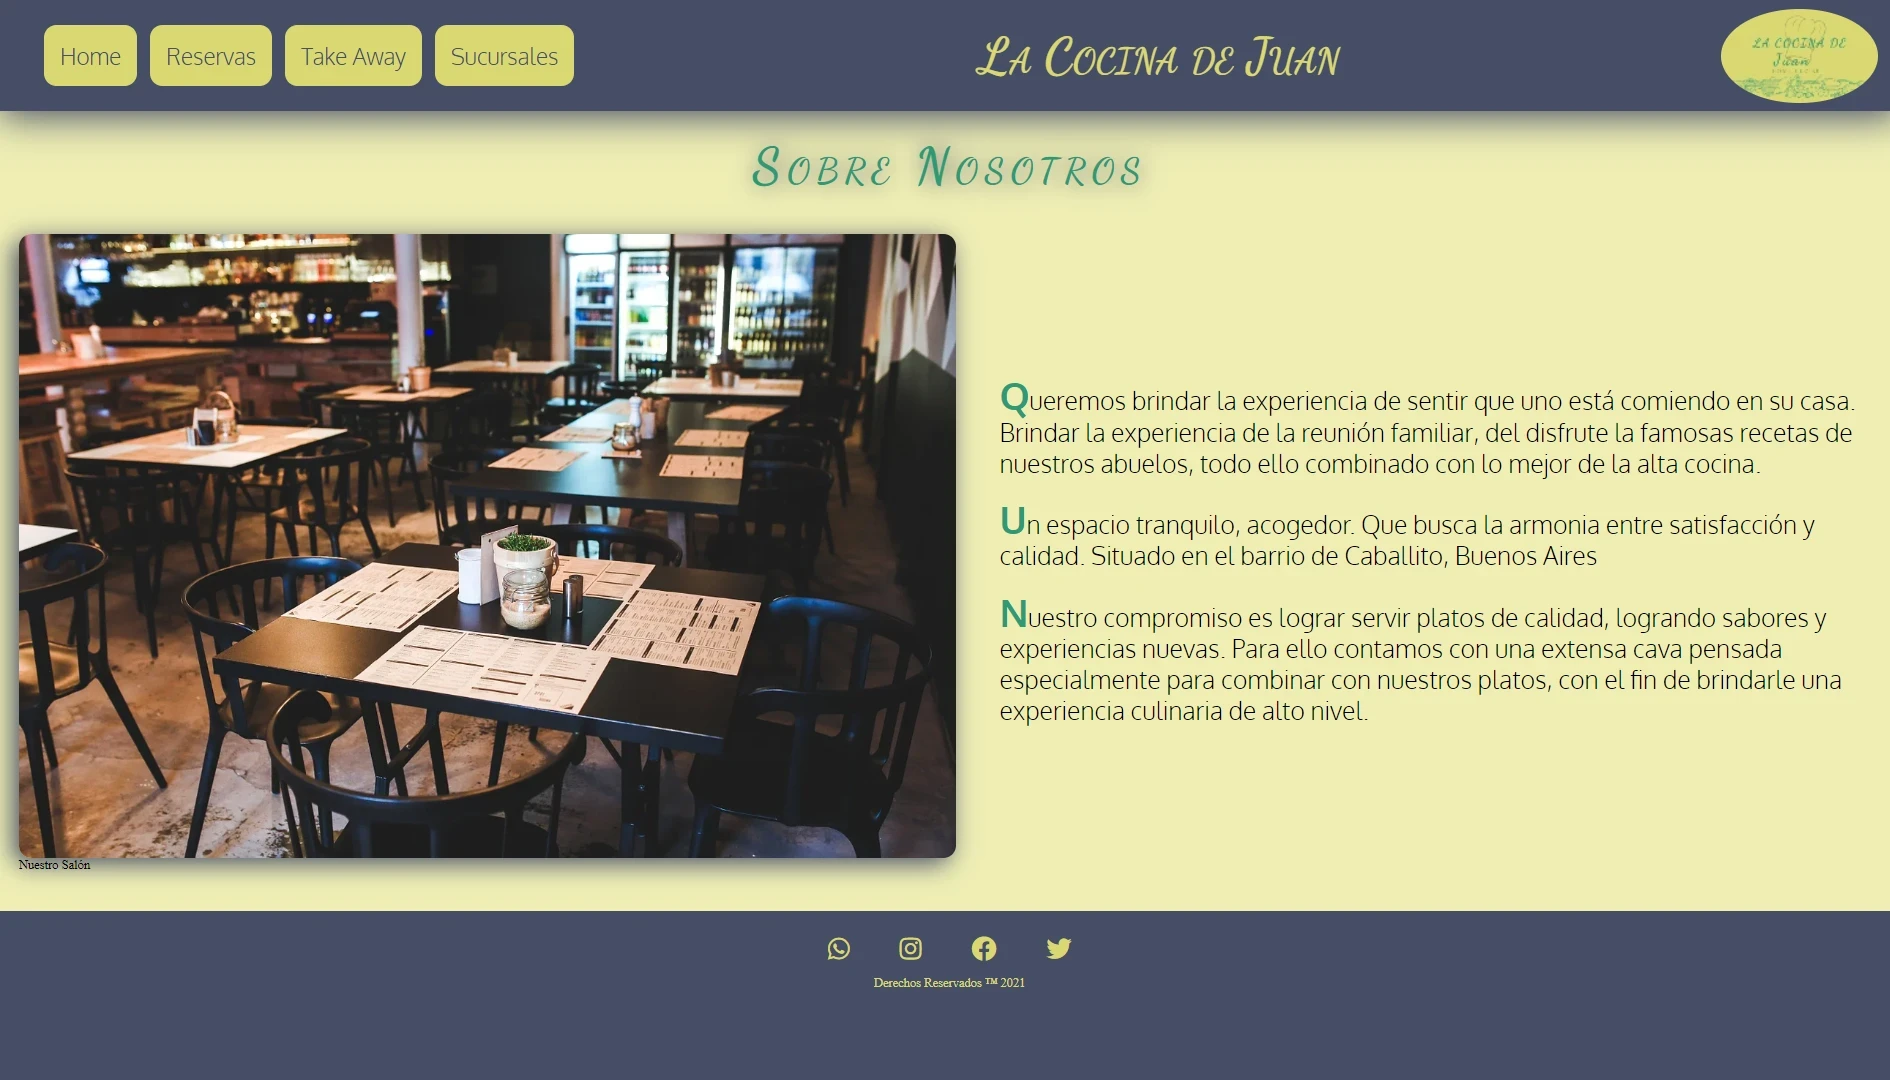 Home
Reservas
Take Away
Sucursales
La Cocina de Juan
LA COCINA DE
Juan
Sobre Nosotros
Queremos brindar la experiencia de sentir que uno está comiendo en su casa.
Brindar la experiencia de la reunión familiar, del disfrute la famosas recetas de
nuestros abuelos, todo ello combinado con lo mejor de la alta cocina.
Un espacio tranquilo, acogedor. Que busca la armonia entre satisfacción y
calidad. Situado en el barrio de Caballito, Buenos Aires
Nuestro compromiso es lograr servir platos de calidad, logrando sabores y
experiencias nuevas. Para ello contamos con una extensa cava pensada
especialmente para combinar con nuestros platos, con el fin de brindarle una
experiencia culinaria de alto nivel.
Nuestro Salón
Derechos Reservados ™ 2021